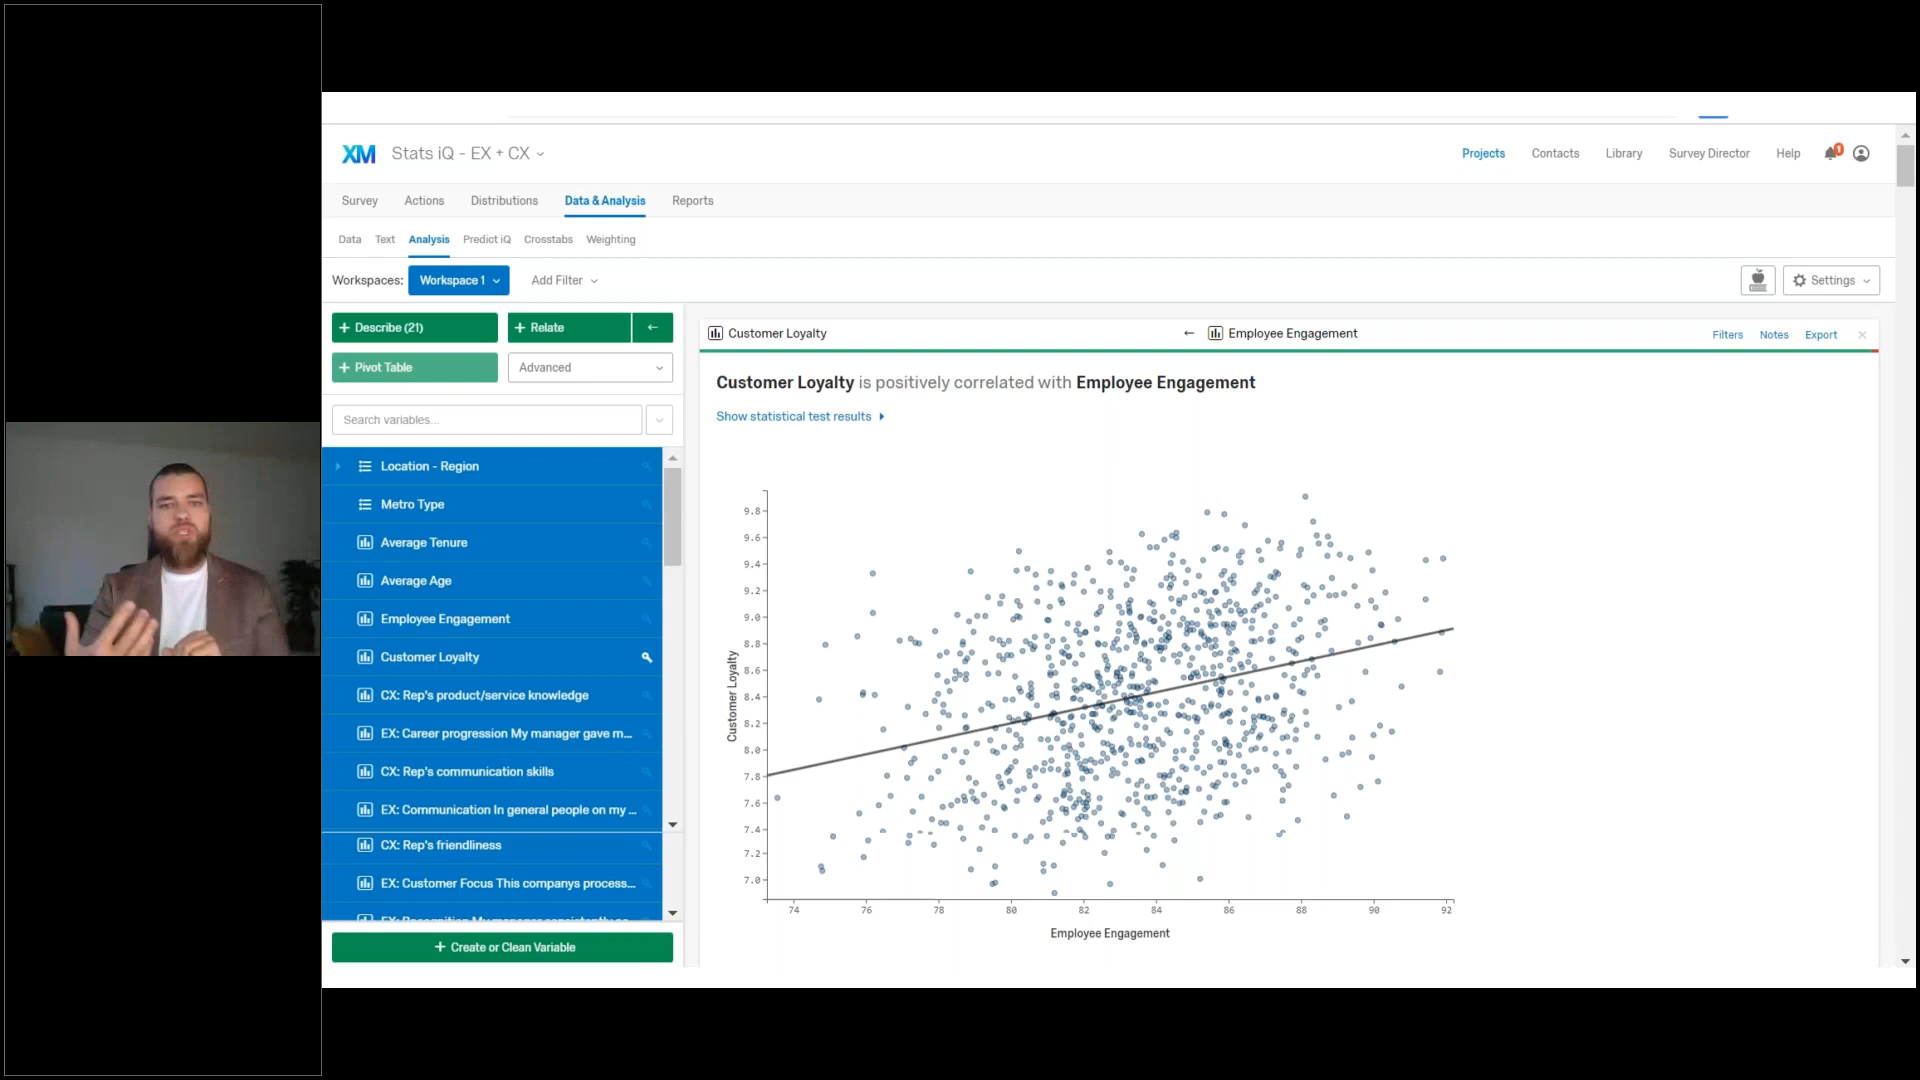 XM Stats iQ - EX + CX
Projects Contacts Library Survey Director Help 1
Survey Actions Distributions Data & Analysis Reports
Data Text Analysis Predict iQ Crosstabs Weighting
Workspaces: Workspace 1 Add Filter Settings
+ Describe (21) + Relate ←
+ Pivot Table Advanced
Search variables...
Location - Region
Metro Type
Average Tenure
Average Age
Employee Engagement
Customer Loyalty
CX: Rep's product/service knowledge
EX: Career progression My manager gave m...
CX: Rep's communication skills
EX: Communication In general people on my ...
CX: Rep's friendliness
EX: Customer Focus This companys process...
+ Create or Clean Variable
Customer Loyalty ← Employee Engagement Filters Notes Export
Customer Loyalty is positively correlated with Employee Engagement
Show statistical test results
Customer Loyalty
9.8
9.6
9.4
9.2
9.0
8.8
8.6
8.4
8.2
8.0
7.8
7.6
7.4
7.2
7.0
74 76 78 80 82 84 86 88 90 92
Employee Engagement